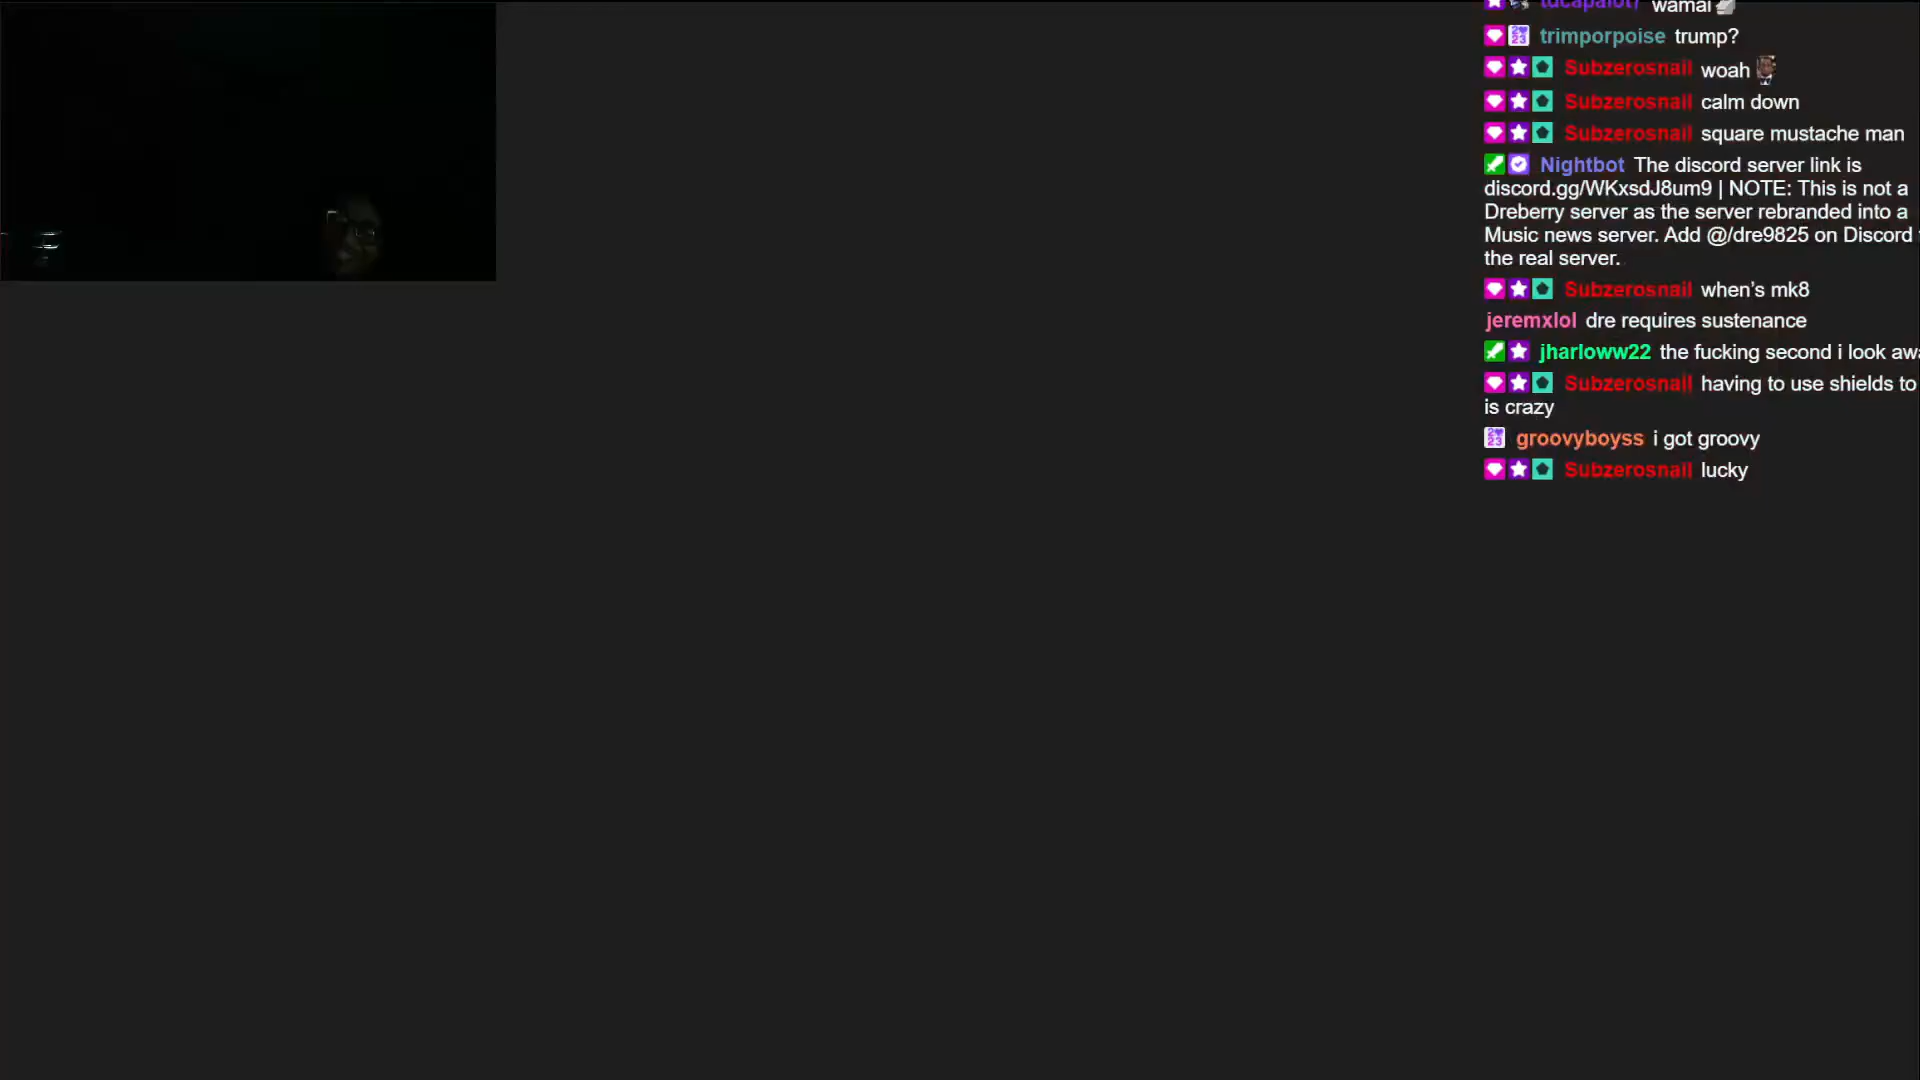 wamai
trimporpoise trump?
Subzerosnail woah
Subzerosnail calm down
Subzerosnail square mustache man
Nightbot The discord server link is
discord.gg/WKxsdJ8um9 | NOTE: This is not a
Dreberry server as the server rebranded into a
Music news server. Add @/dre9825 on Discord
the real server.
Subzerosnail when's mk8
jeremxlol dre requires sustenance
jharloww22 the fucking second i look awa
Subzerosnail having to use shields to
is crazy
groovyboyss i got groovy
Subzerosnail lucky